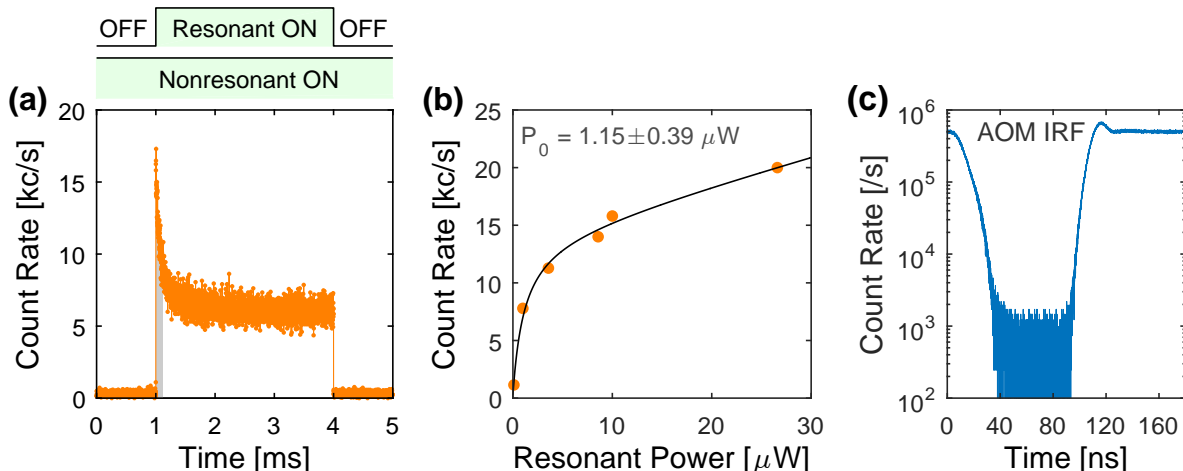 OFF Resonant ON OFF
Nonresonant ON
(a)
20
15
10
5
0
Count Rate [kc/s]
0 1 2 3 4 5
Time [ms]
(b)
P0 = 1.15±0.39 μW
25
20
15
10
5
0
Count Rate [kc/s]
0 10 20 30
Resonant Power [μW]
(c)
AOM IRF
10^6
10^5
10^4
10^3
10^2
Count Rate [/s]
0 40 80 120 160
Time [ns]